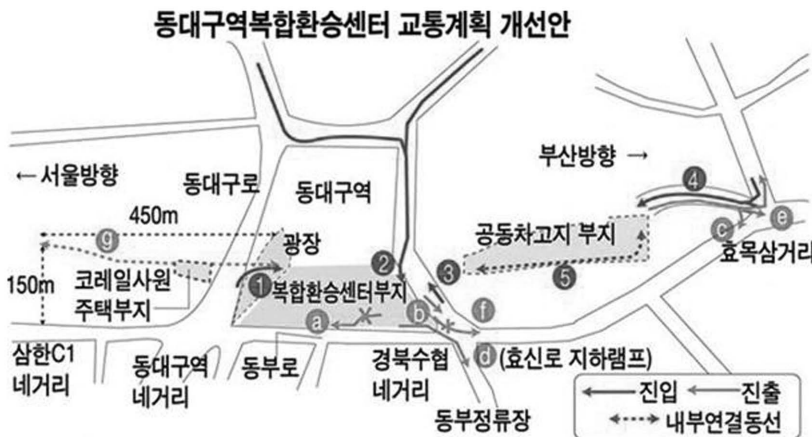 동대구역복합환승센터 교통계획 개선안
← 서울방향
동대구로
동대구역
부산방향 →
450m
g
광장
4
공동차고지 부지
c
e
효목삼거리
150m
코레일사원
주택부지
1
2
3
5
복합환승센터부지
a
b
f
삼한C1
네거리
동대구역
네거리
동부로
경북수협
네거리
d (효신로 지하램프)
동부정류장
진입
진출
내부연결동선